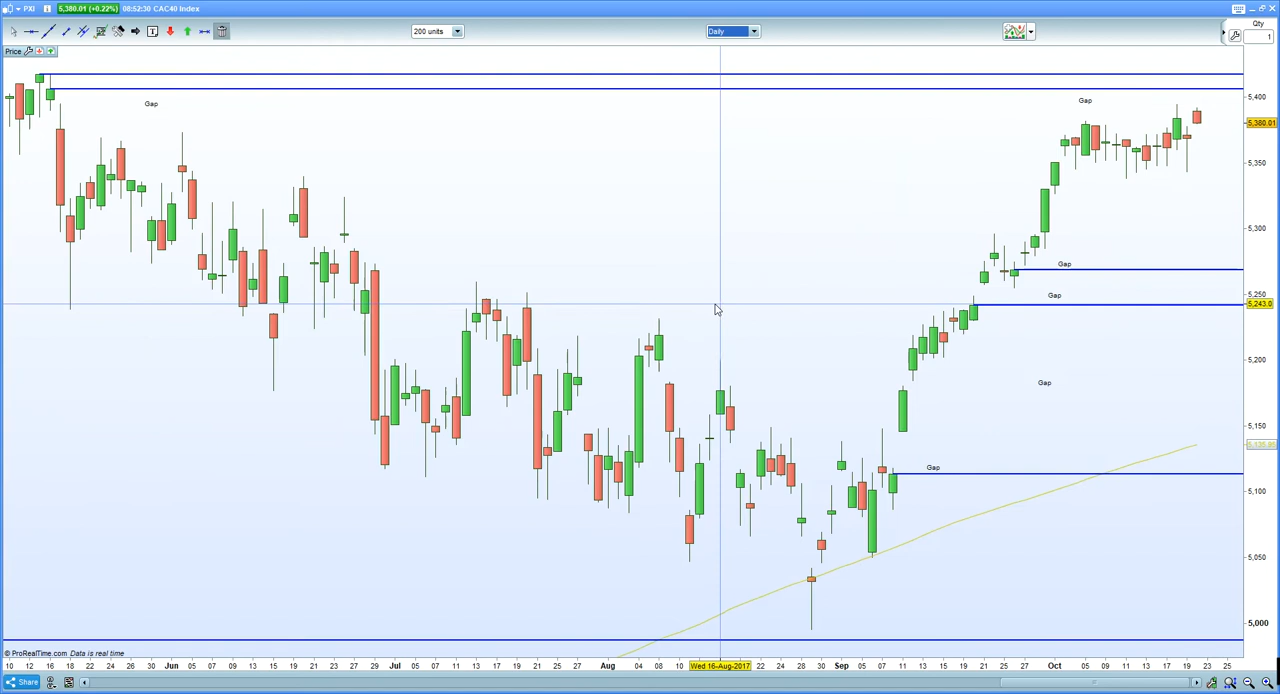 PXI 5,380.01 (+0.22%) 08:52:30 CAC40 Index
200 units
Daily
Qty
1
Price
Gap
Gap
5,400
5,380.01
5,350
5,300
Gap
5,250
Gap
5,243.0
5,200
Gap
5,150
Gap
5,100
5,050
5,000
© ProRealTime.com Data is real time
10 12 14 16 18 22 24 26 30 Jun 05 07 09 13 15 19 21 23 27 29 Jul 05 07 11 13 17 19 21 25 27 31 Aug 04 08 10 Wed 16-Aug-2017 22 24 28 30 Sep 05 07 11 13 15 19 21 25 27 Oct 05 09 11 13 17 19 23 25
Share